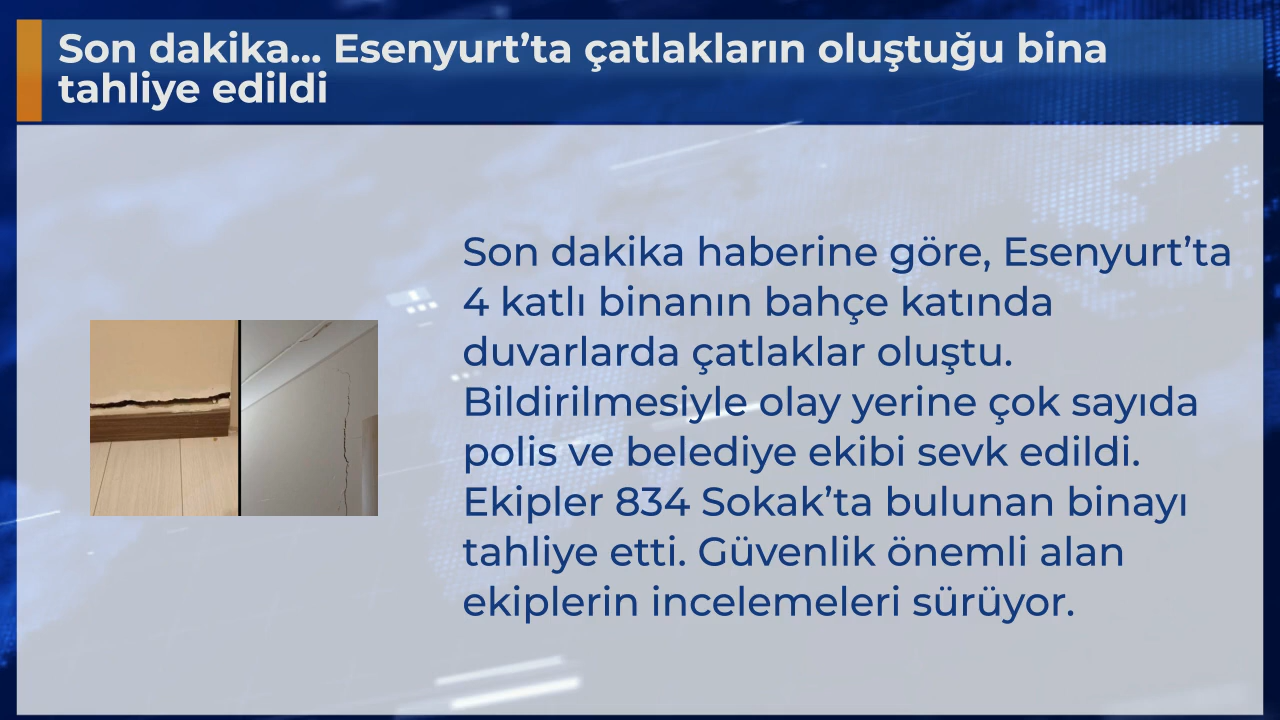 Son dakika... Esenyurt’ta çatlakların oluştuğu bina
tahliye edildi
Son dakika haberine göre, Esenyurt’ta
4 katlı binanın bahçe katında
duvarlarda çatlaklar oluştu.
Bildirilmesiyle olay yerine çok sayıda
polis ve belediye ekibi sevk edildi.
Ekipler 834 Sokak’ta bulunan binayı
tahliye etti. Güvenlik önemli alan
ekiplerin incelemeleri sürüyor.